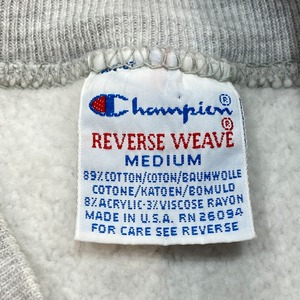 Champion®
REVERSE WEAVE®
MEDIUM
89% COTTON/COTON/BAUMWOLLE
COTONE/KATOEN/BOMULD
8% ACRYLIC-3% VISCOSE RAYON
MADE IN U.S.A. RN 26094
FOR CARE SEE REVERSE